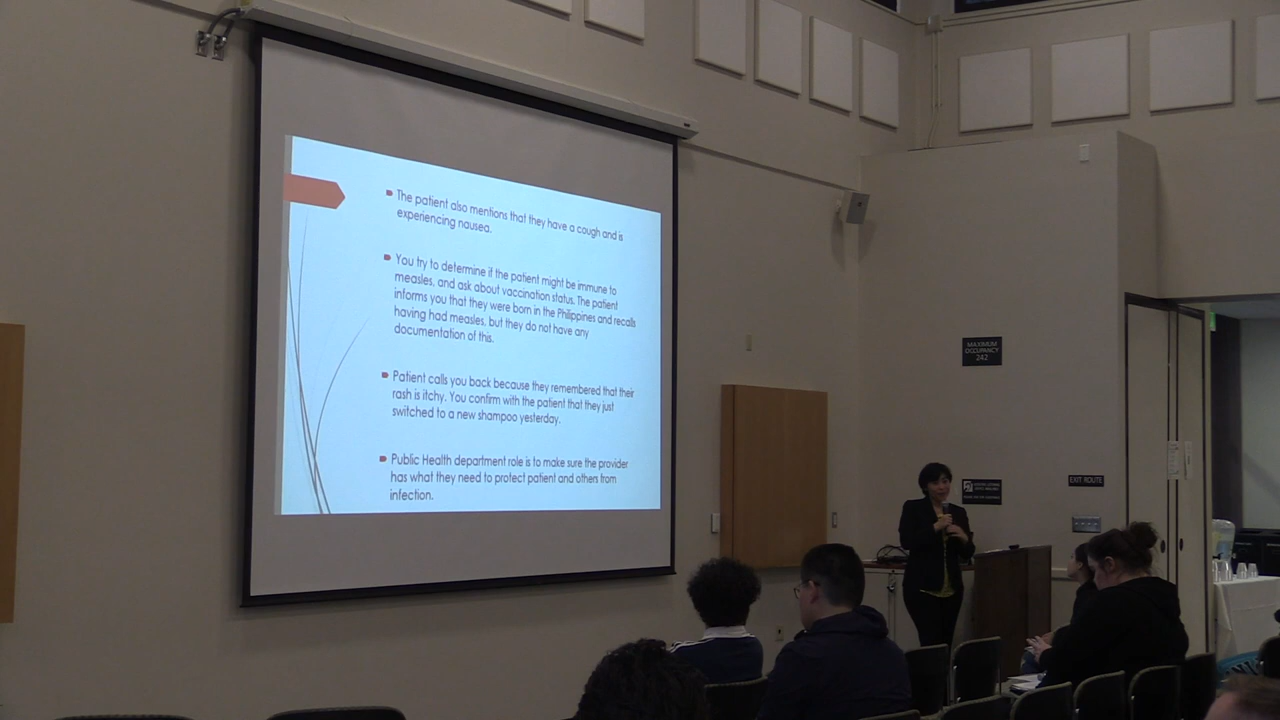 The patient also mentions that they have a cough and is
experiencing nausea.
You try to determine if the patient might be immune to
measles, and ask about vaccination status. The patient
informs you that they were born in the Philippines and recalls
having had measles, but they do not have any
documentation of this.
Patient calls you back because they remembered that their
rash is itchy. You confirm with the patient that they just
switched to a new shampoo yesterday.
Public Health department role is to make sure the provider
has what they need to protect patient and others from
infection.
MAXIMUM
OCCUPANCY
242
EXIT ROUTE